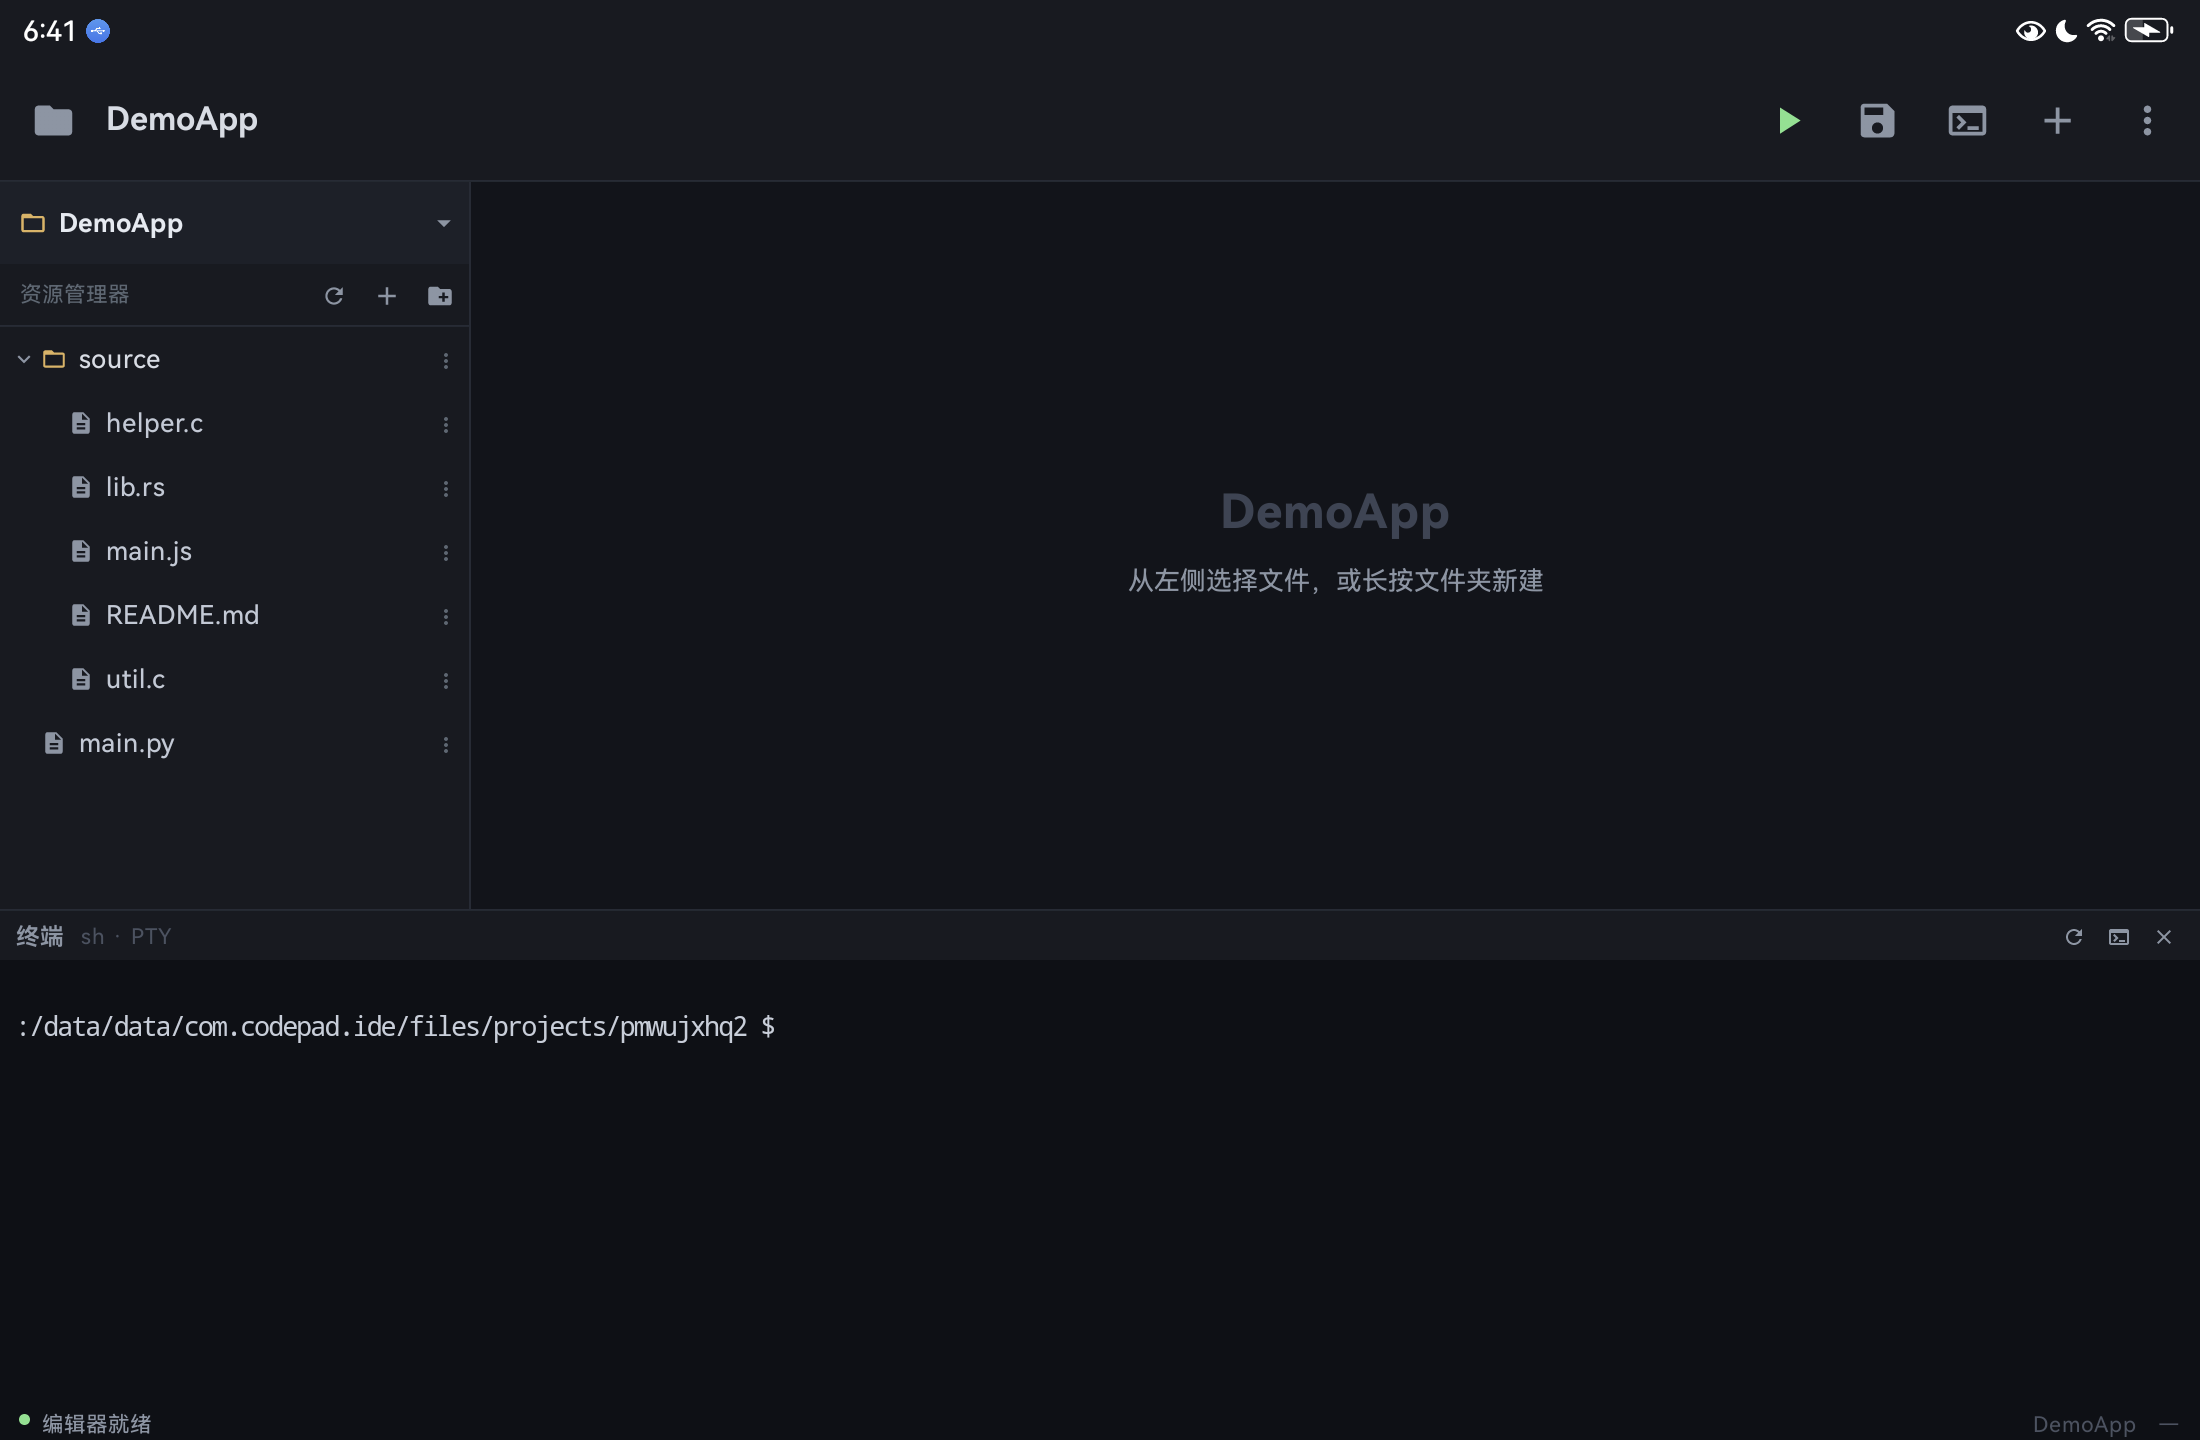 6:41
DemoApp
DemoApp
资源管理器
source
helper.c
lib.rs
main.js
README.md
util.c
main.py
DemoApp
从左侧选择文件，或长按文件夹新建
终端 sh · PTY
:/data/data/com.codepad.ide/files/projects/pmwujxhq2 $
编辑器就绪
DemoApp —